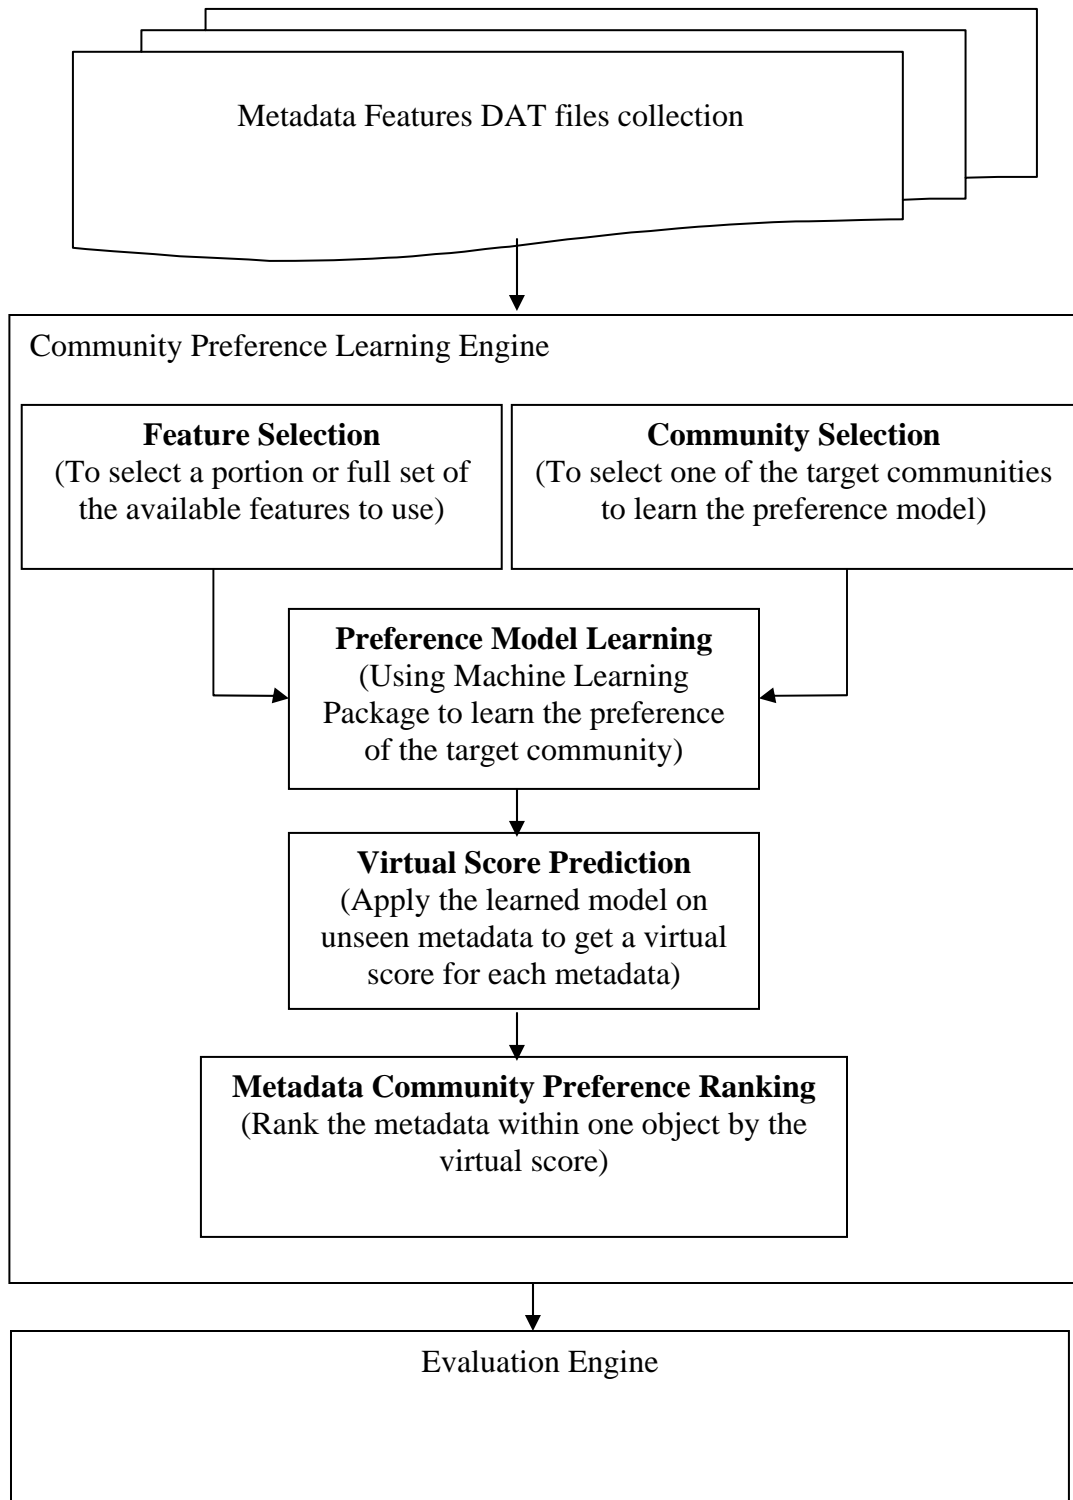 Metadata Features DAT files collection
Community Preference Learning Engine
Feature Selection
(To select a portion or full set of
the available features to use)
Community Selection
(To select one of the target communities
to learn the preference model)
Preference Model Learning
(Using Machine Learning
Package to learn the preference
of the target community)
Virtual Score Prediction
(Apply the learned model on
unseen metadata to get a virtual
score for each metadata)
Metadata Community Preference Ranking
(Rank the metadata within one object by the
virtual score)
Evaluation Engine